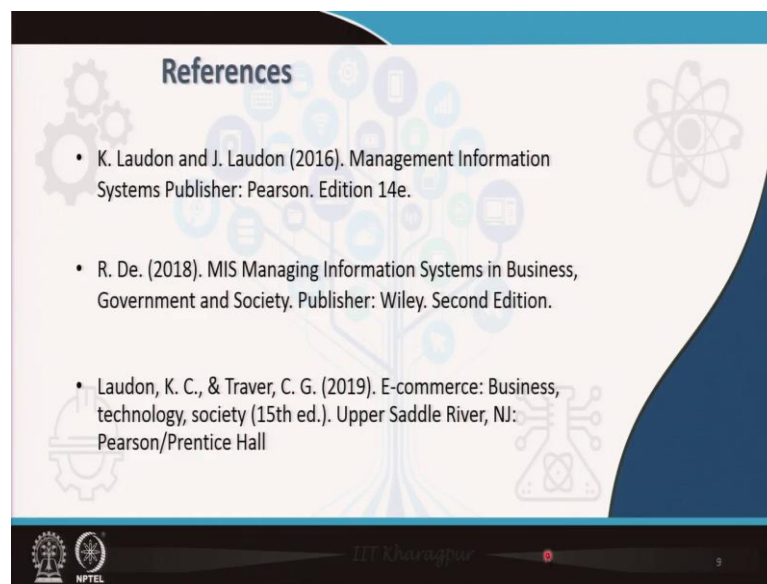 References
• K. Laudon and J. Laudon (2016). Management Information
Systems Publisher: Pearson. Edition 14e.
• R. De. (2018). MIS Managing Information Systems in Business,
Government and Society. Publisher: Wiley. Second Edition.
• Laudon, K. C., & Traver, C. G. (2019). E-commerce: Business,
technology, society (15th ed.). Upper Saddle River, NJ:
Pearson/Prentice Hall
IIT Kharagpur
9
NPTEL